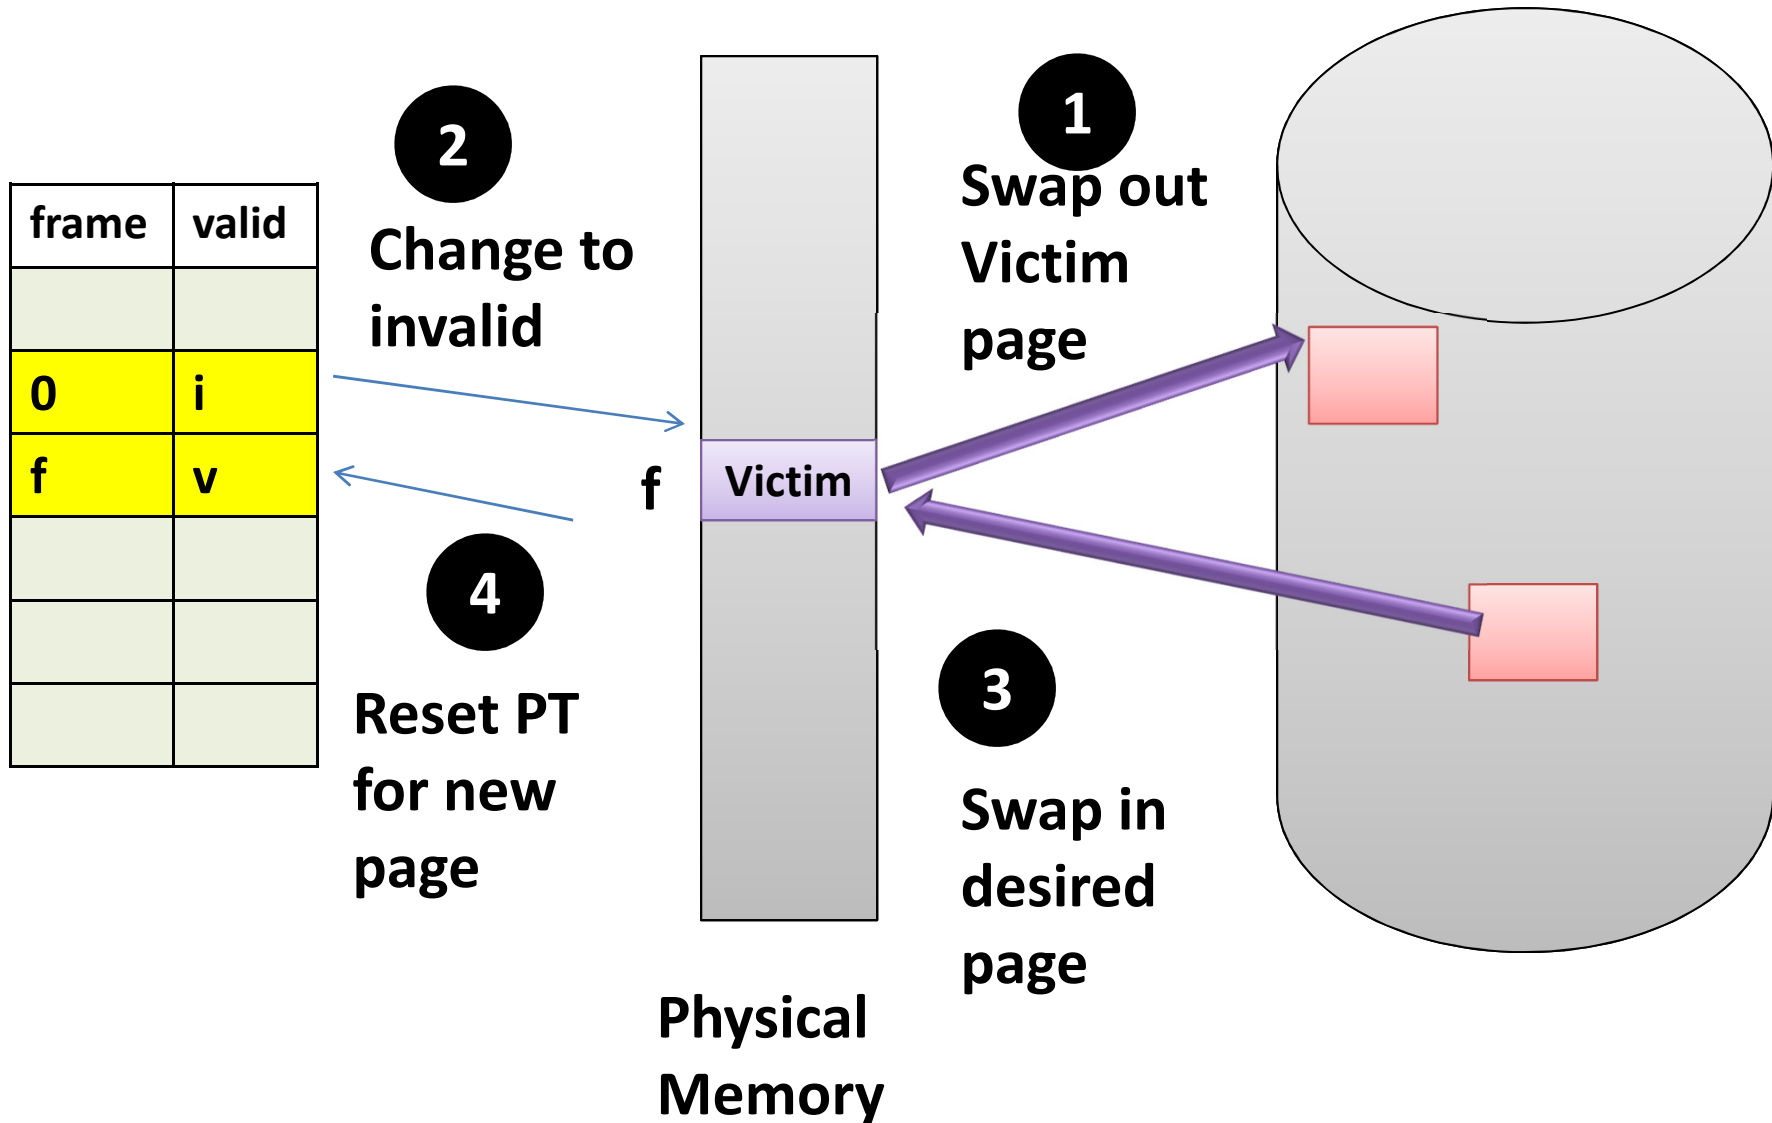 frame valid
0 i
f v
2
Change to
invalid
4
Reset PT
for new
page
f
Victim
Physical
Memory
1
Swap out
Victim
page
3
Swap in
desired
page